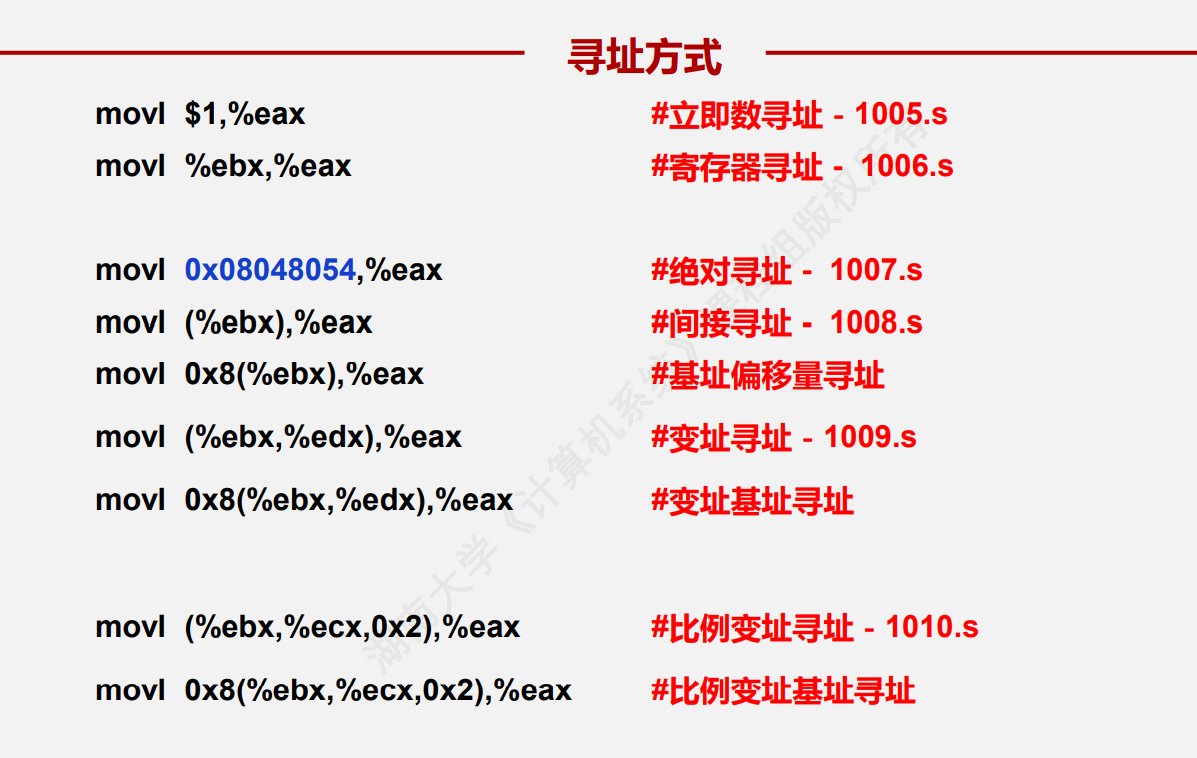 寻址方式
movl $1,%eax #立即数寻址 - 1005.s
movl %ebx,%eax #寄存器寻址 - 1006.s
movl 0x08048054,%eax #绝对寻址 - 1007.s
movl (%ebx),%eax #间接寻址 - 1008.s
movl 0x8(%ebx),%eax #基址偏移量寻址
movl (%ebx,%edx),%eax #变址寻址 - 1009.s
movl 0x8(%ebx,%edx),%eax #变址基址寻址
movl (%ebx,%ecx,0x2),%eax #比例变址寻址 - 1010.s
movl 0x8(%ebx,%ecx,0x2),%eax #比例变址基址寻址
湖南大学《计算机系统》课程组版权所有